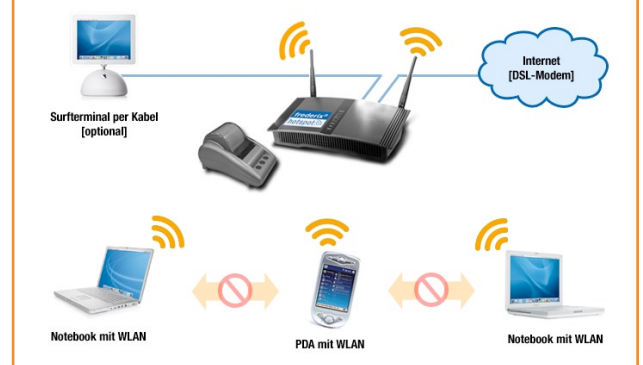 Surfterminal per Kabel
[optional]
frederix®
hotspot
Internet
[DSL-Modem]
Notebook mit WLAN
PDA mit WLAN
Notebook mit WLAN